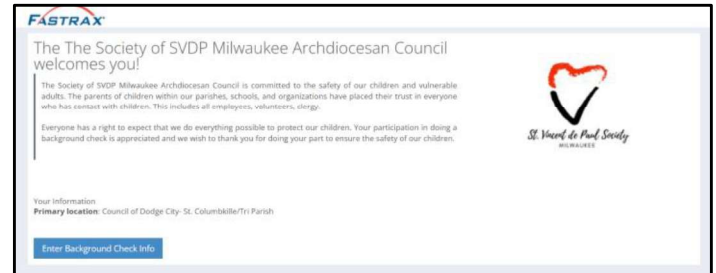 FASTRAX
The The Society of SVDP Milwaukee Archdiocesan Council
welcomes you!
The Society of SVDP Milwaukee Archdiocesan Council is committed to the safety of our children and vulnerable
adults. The parents of children within our parishes, schools, and organizations have placed their trust in everyone
who has contact with children. This includes all employees, volunteers, clergy.
Everyone has a right to expect that we do everything possible to protect our children. Your participation in doing a
background check is appreciated and we wish to thank you for doing your part to ensure the safety of our children.
St. Vincent de Paul Society
MILWAUKEE
Your Information
Primary location: Council of Dodge City- St. Columbkille/Tri Parish
Enter Background Check Info